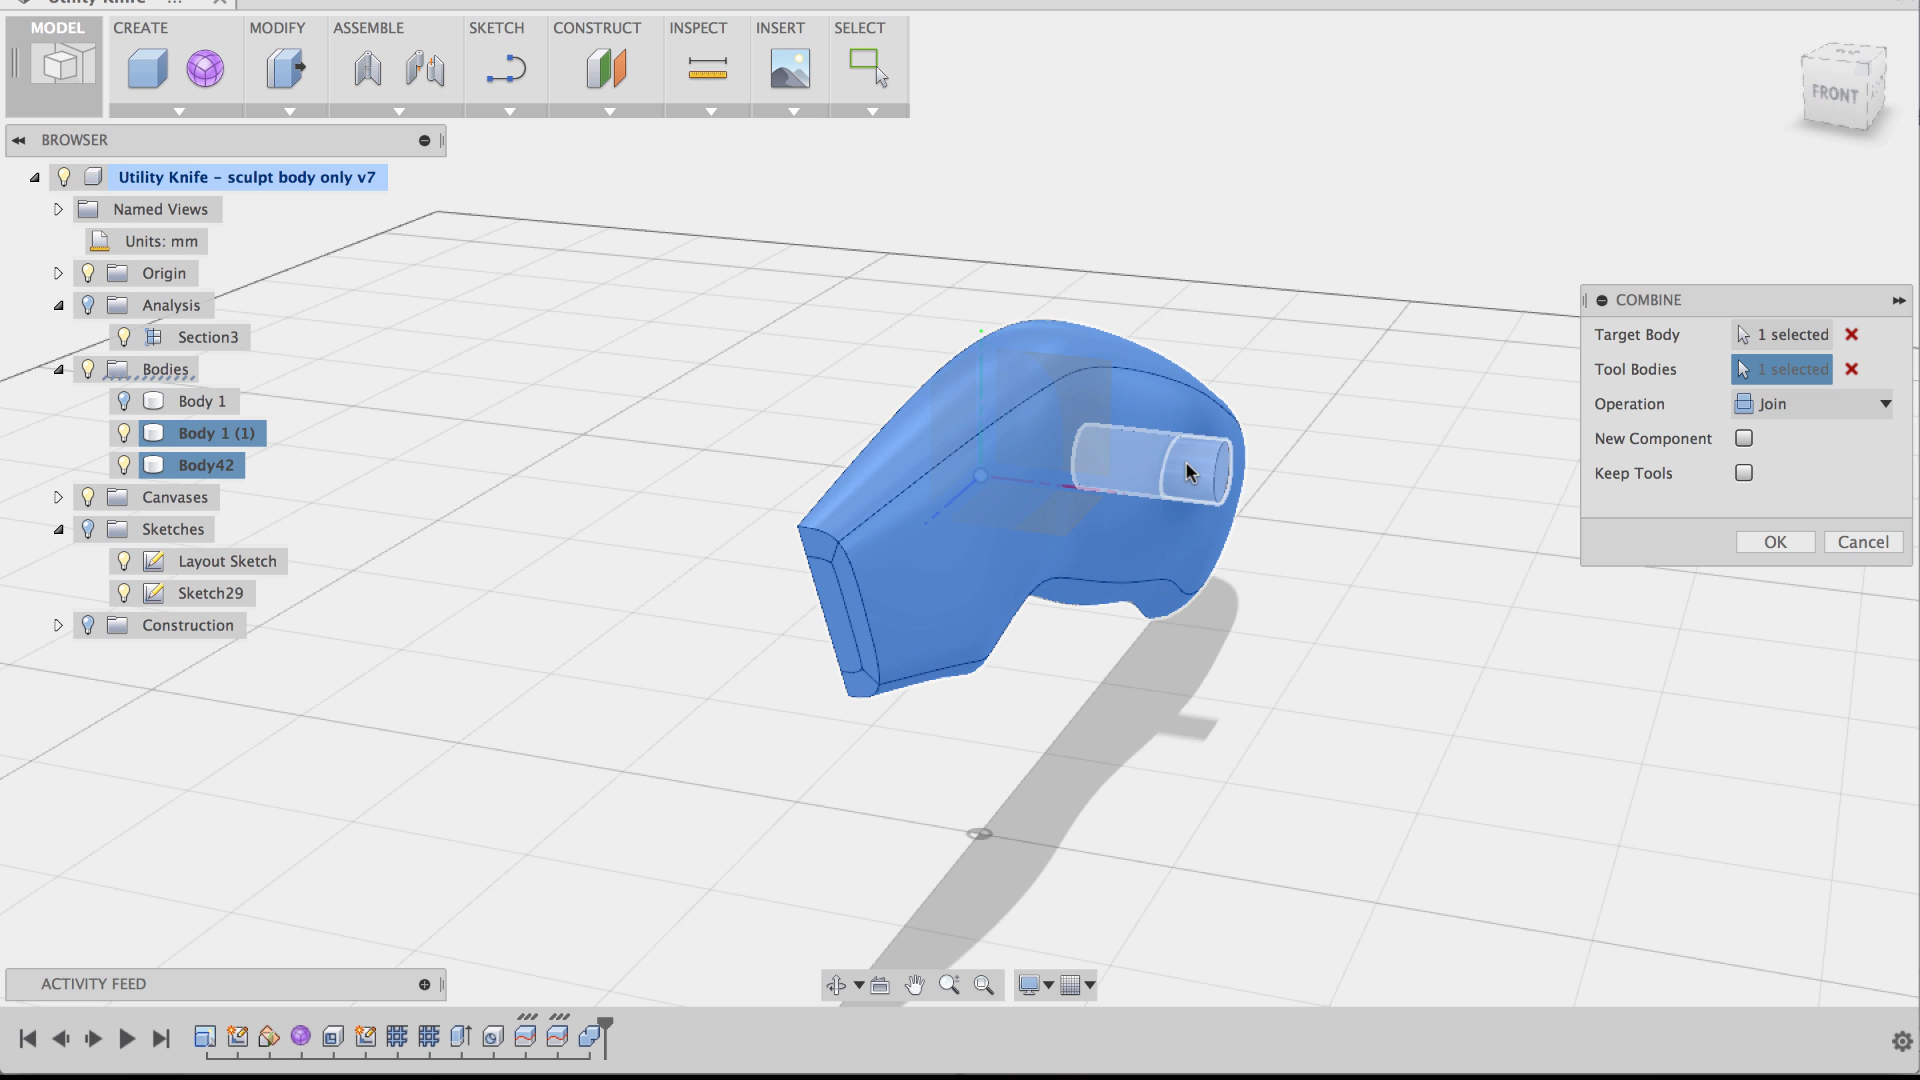 Utility Knife – ...
MODEL CREATE MODIFY ASSEMBLE SKETCH CONSTRUCT INSPECT INSERT SELECT
FRONT
BROWSER
Utility Knife – sculpt body only v7
Named Views
Units: mm
Origin
Analysis
Section3
Bodies
Body 1
Body 1 (1)
Body42
Canvases
Sketches
Layout Sketch
Sketch29
Construction
COMBINE
Target Body 1 selected
Tool Bodies 1 selected
Operation Join
New Component
Keep Tools
OK Cancel
ACTIVITY FEED